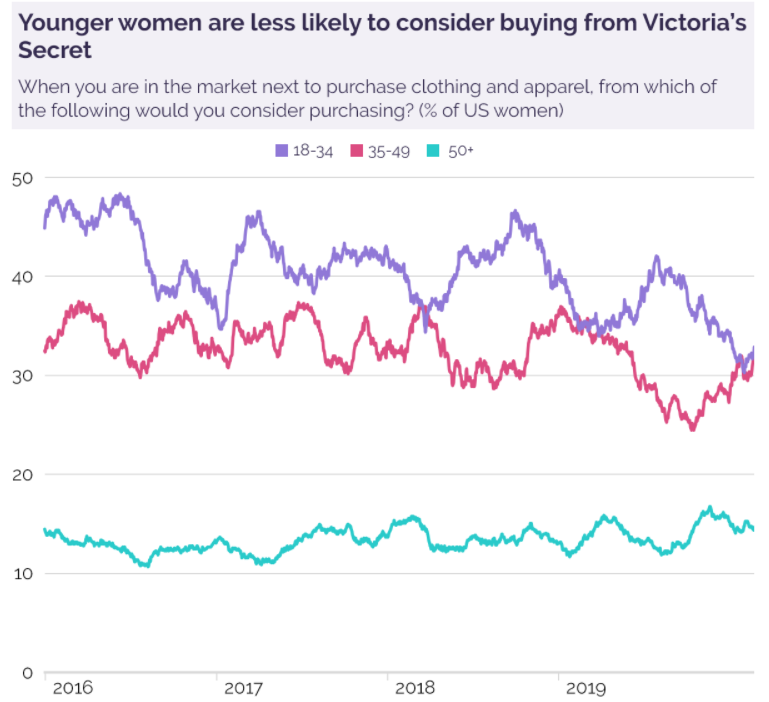 Younger women are less likely to consider buying from Victoria's
Secret
When you are in the market next to purchase clothing and apparel, from which of
the following would you consider purchasing? (% of US women)
18-34 35-49 50+
50
40
30
20
10
0
2016 2017 2018 2019